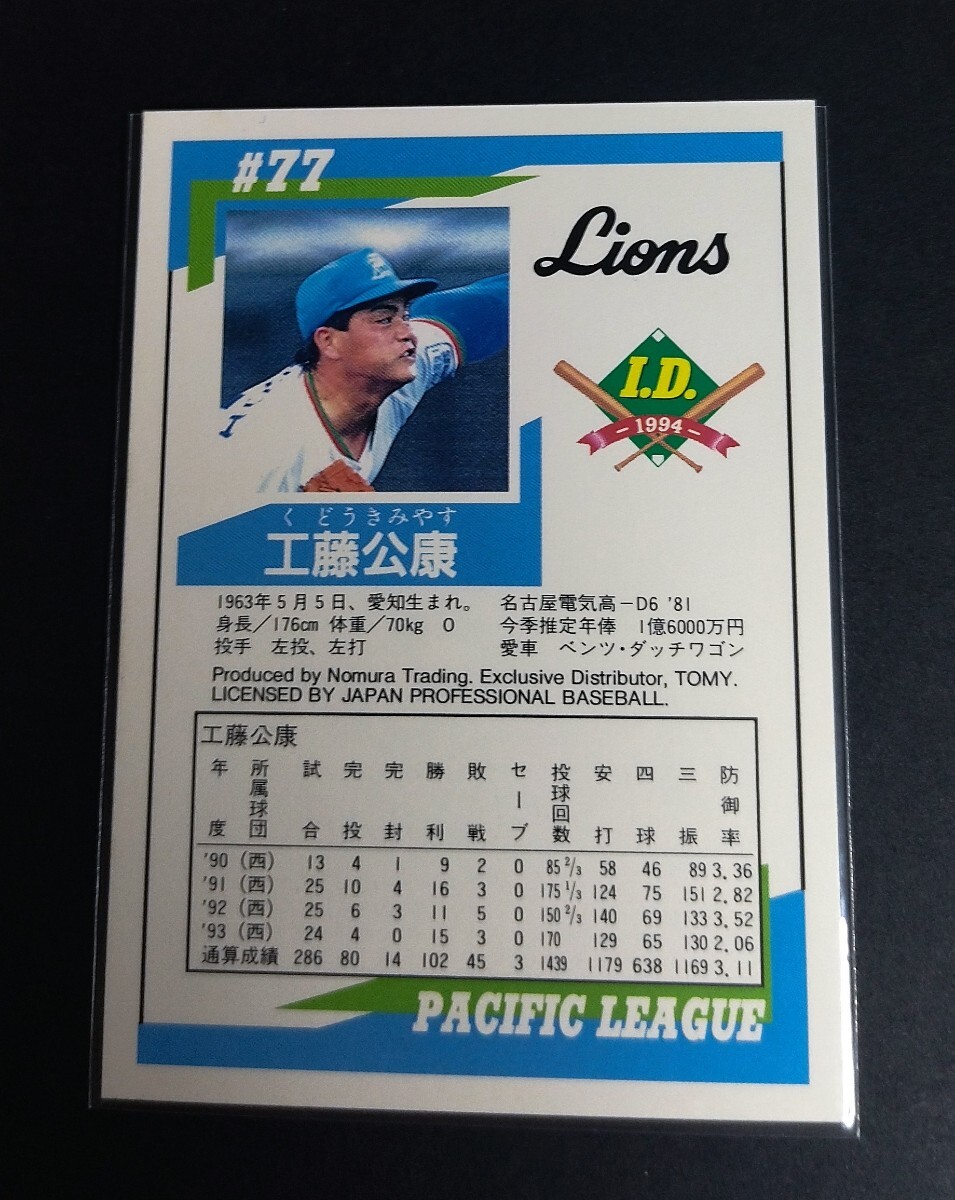 #77
Lions
I.D.
1994
くどうきみやす
工藤公康
1963年5月5日、愛知生まれ。 名古屋電気高−D6 '81
身長／176cm 体重／70kg O 今季推定年俸 1億6000万円
投手 左投、左打 愛車 ベンツ・ダッチワゴン
Produced by Nomura Trading. Exclusive Distributor, TOMY.
LICENSED BY JAPAN PROFESSIONAL BASEBALL.
工藤公康
年度 所属球団 試合 完投 完封 勝利 敗戦 セーブ 投球回数 安打 四球 三振 防御率
'90 (西) 13 4 1 9 2 0 85 2/3 58 46 89 3.36
'91 (西) 25 10 4 16 3 0 175 1/3 124 75 151 2.82
'92 (西) 25 6 3 11 5 0 150 2/3 140 69 133 3.52
'93 (西) 24 4 0 15 3 0 170 129 65 130 2.06
通算成績 286 80 14 102 45 3 1439 1179 638 1169 3.11
PACIFIC LEAGUE